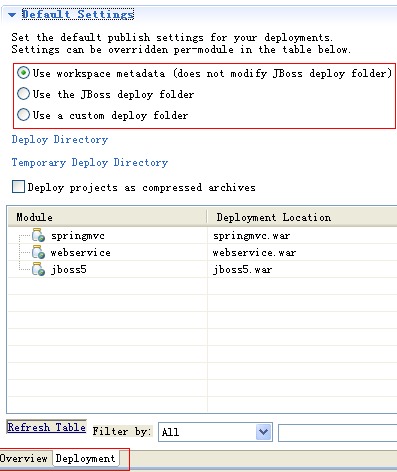 Default Settings
Set the default publish settings for your deployments.
Settings can be overridden per-module in the table below.
Use workspace metadata (does not modify JBoss deploy folder)
Use the JBoss deploy folder
Use a custom deploy folder
Deploy Directory
Temporary Deploy Directory
Deploy projects as compressed archives
Module Deployment Location
springmvc springmvc.war
webservice webservice.war
jboss5 jboss5.war
Refresh Table Filter by: All
Overview Deployment